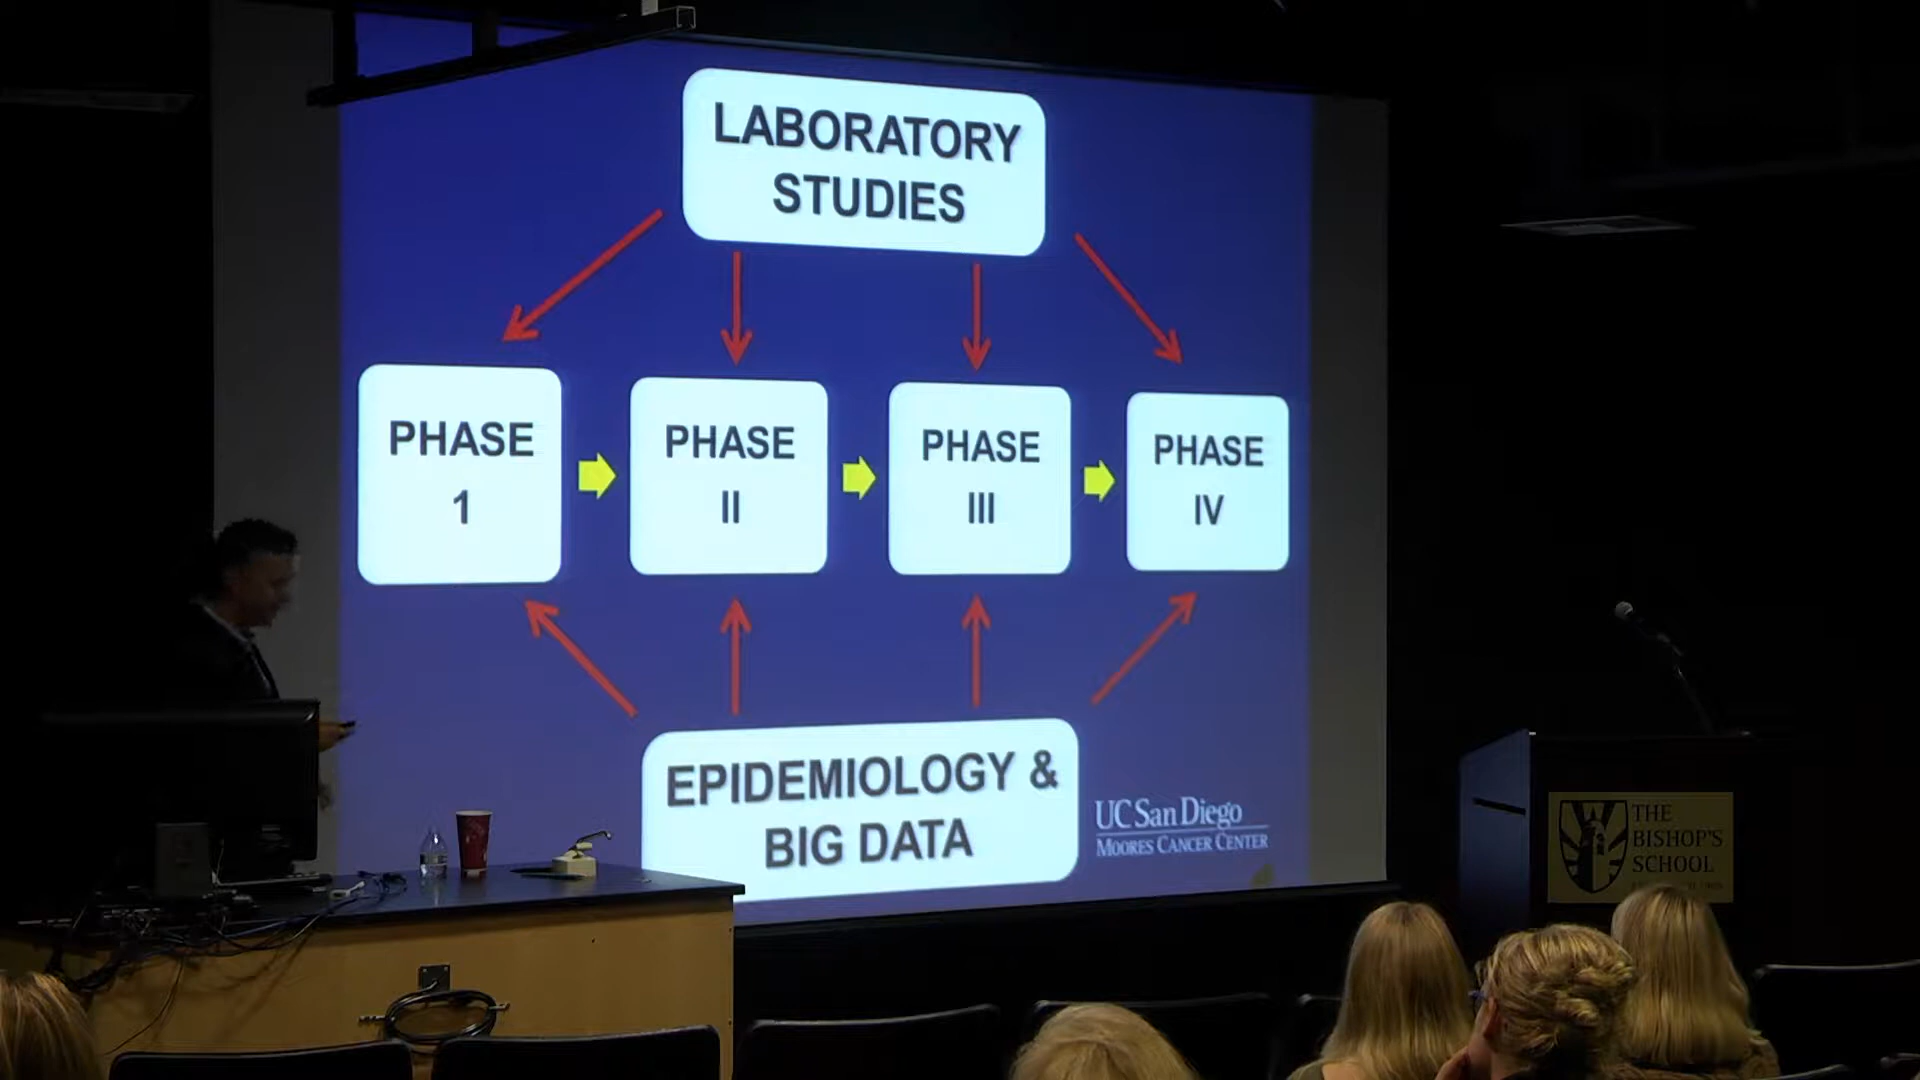 LABORATORY
STUDIES
PHASE
1
PHASE
II
PHASE
III
PHASE
IV
EPIDEMIOLOGY &
BIG DATA
UC San Diego
MOORES CANCER CENTER
THE
BISHOP'S
SCHOOL